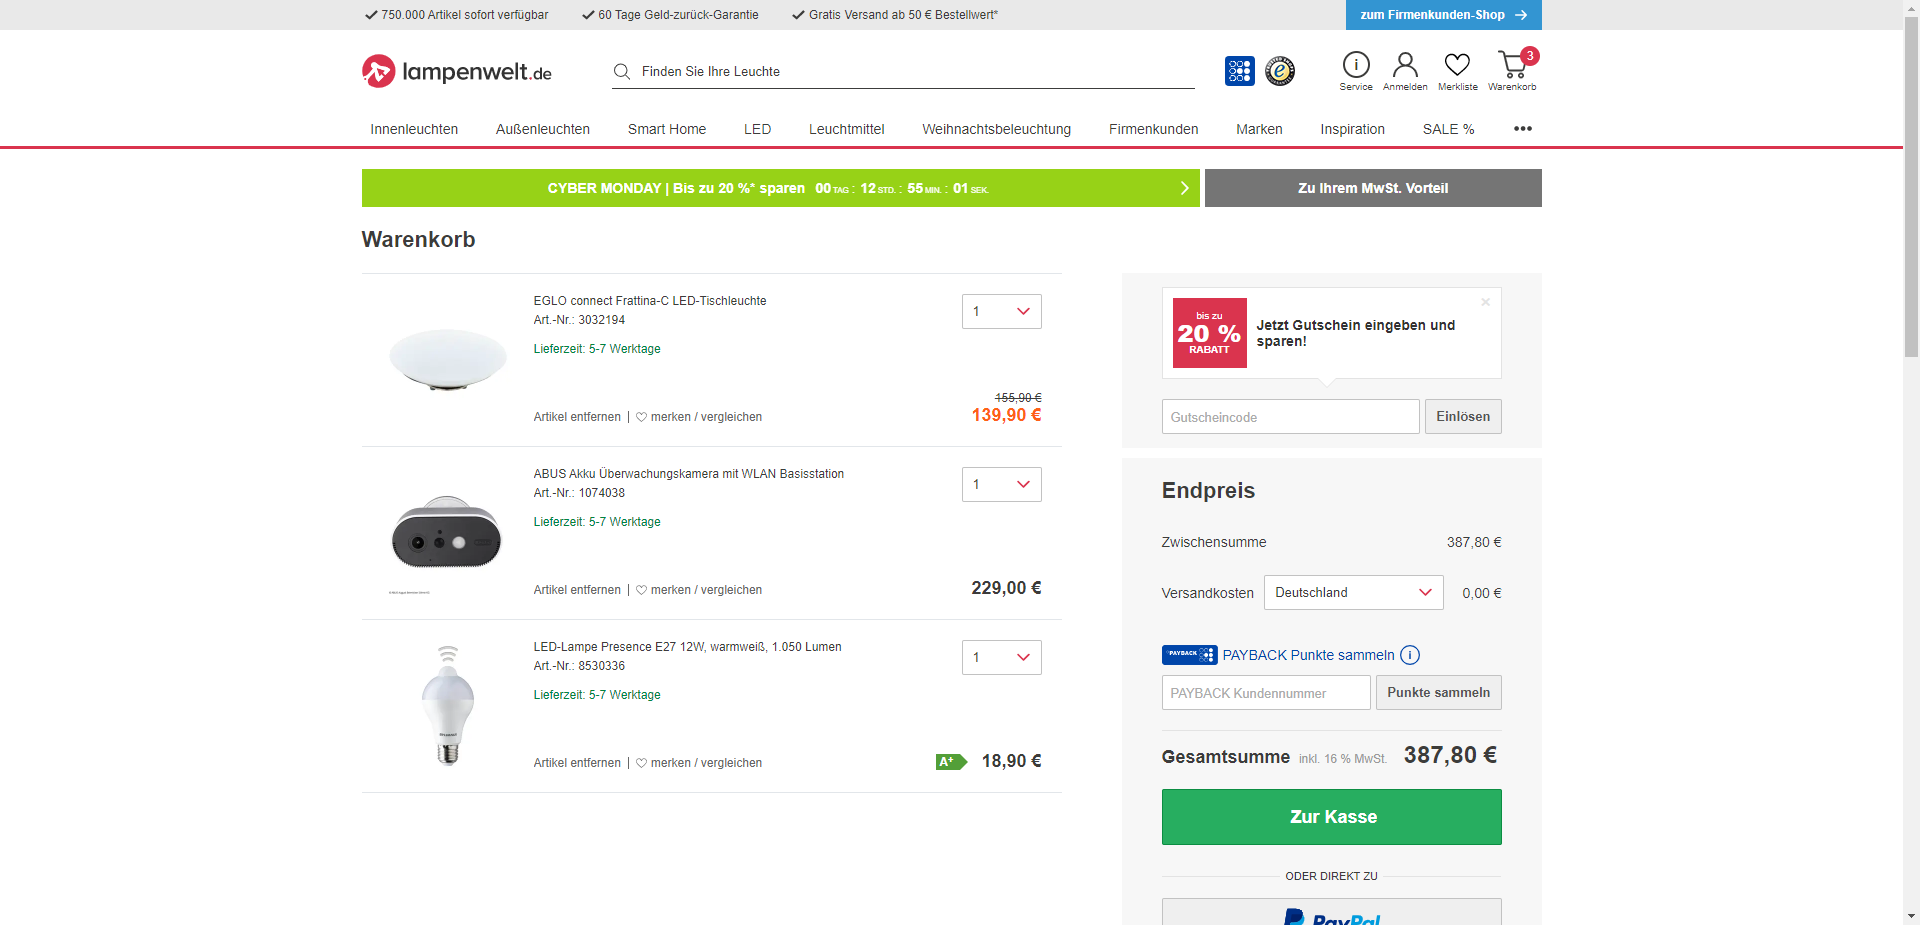 750.000 Artikel sofort verfügbar
60 Tage Geld-zurück-Garantie
Gratis Versand ab 50 € Bestellwert*
zum Firmenkunden-Shop
lampenwelt.de
Finden Sie Ihre Leuchte
3
Service
Anmelden
Merkliste
Warenkorb
Innenleuchten
Außenleuchten
Smart Home
LED
Leuchtmittel
Weihnachtsbeleuchtung
Firmenkunden
Marken
Inspiration
SALE %
CYBER MONDAY | Bis zu 20 %* sparen 00 TAG : 12 STD. : 55 MIN. : 01 SEK.
Zu Ihrem MwSt. Vorteil
Warenkorb
EGLO connect Frattina-C LED-Tischleuchte
Art.-Nr.: 3032194
Lieferzeit: 5-7 Werktage
1
155,90 €
139,90 €
Artikel entfernen | merken / vergleichen
ABUS Akku Überwachungskamera mit WLAN Basisstation
Art.-Nr.: 1074038
Lieferzeit: 5-7 Werktage
1
Artikel entfernen | merken / vergleichen
229,00 €
LED-Lampe Presence E27 12W, warmweiß, 1.050 Lumen
Art.-Nr.: 8530336
Lieferzeit: 5-7 Werktage
1
Artikel entfernen | merken / vergleichen
A+
18,90 €
bis zu
20 %
RABATT
Jetzt Gutschein eingeben und
sparen!
Gutscheincode
Einlösen
Endpreis
Zwischensumme
387,80 €
Versandkosten
Deutschland
0,00 €
PAYBACK
PAYBACK Punkte sammeln
PAYBACK Kundennummer
Punkte sammeln
Gesamtsumme inkl. 16 % MwSt. 387,80 €
Zur Kasse
ODER DIREKT ZU
PayPal